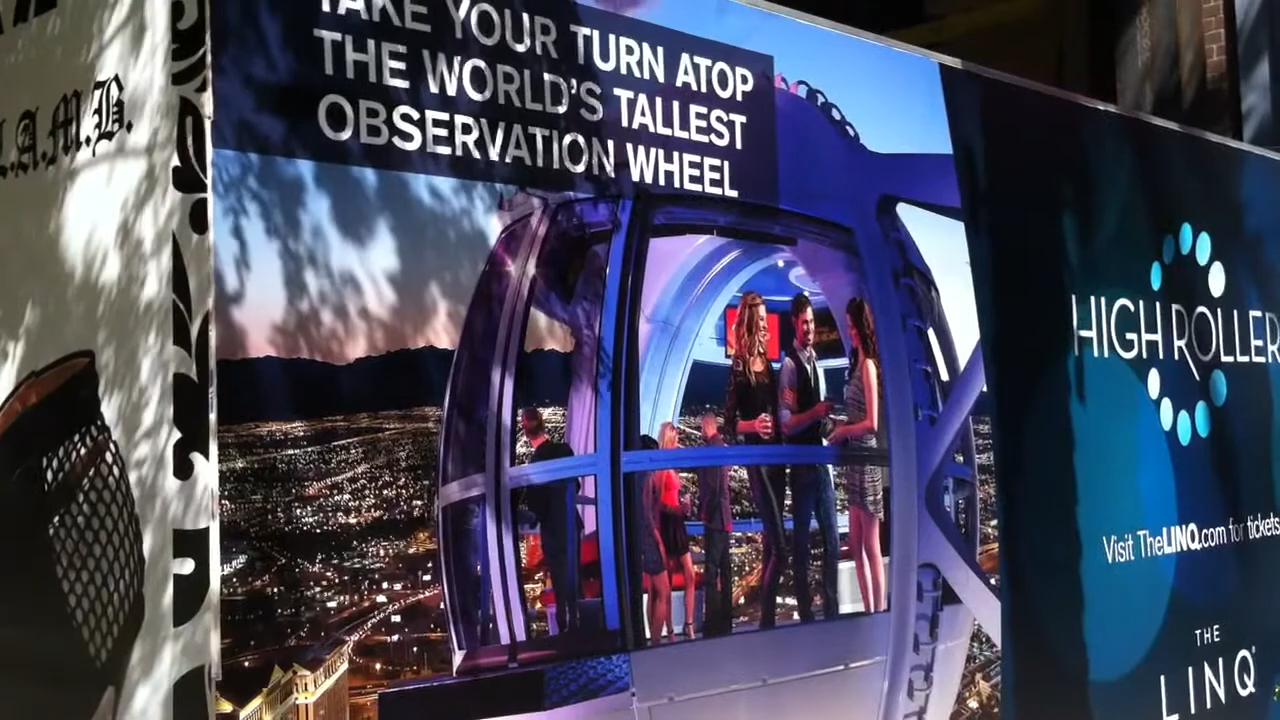 TAKE YOUR TURN ATOP
THE WORLD'S TALLEST
OBSERVATION WHEEL
HIGH ROLLER
Visit TheLINQ.com for tickets
THE
LINQ